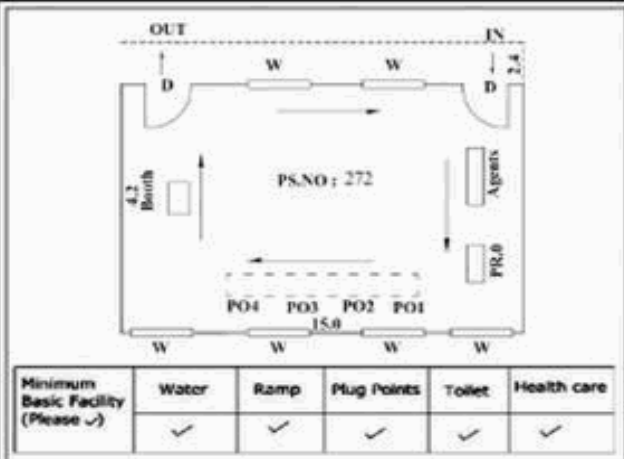 OUT
IN
W
W
D
D
2.4
4.2
Booth
PS.NO : 272
Agents
PR.0
PO4
PO3
PO2
PO1
15.0
W
W
W
W
Minimum Basic Facility (Please ✓)
Water
Ramp
Plug Points
Toilet
Health care
✓
✓
✓
✓
✓